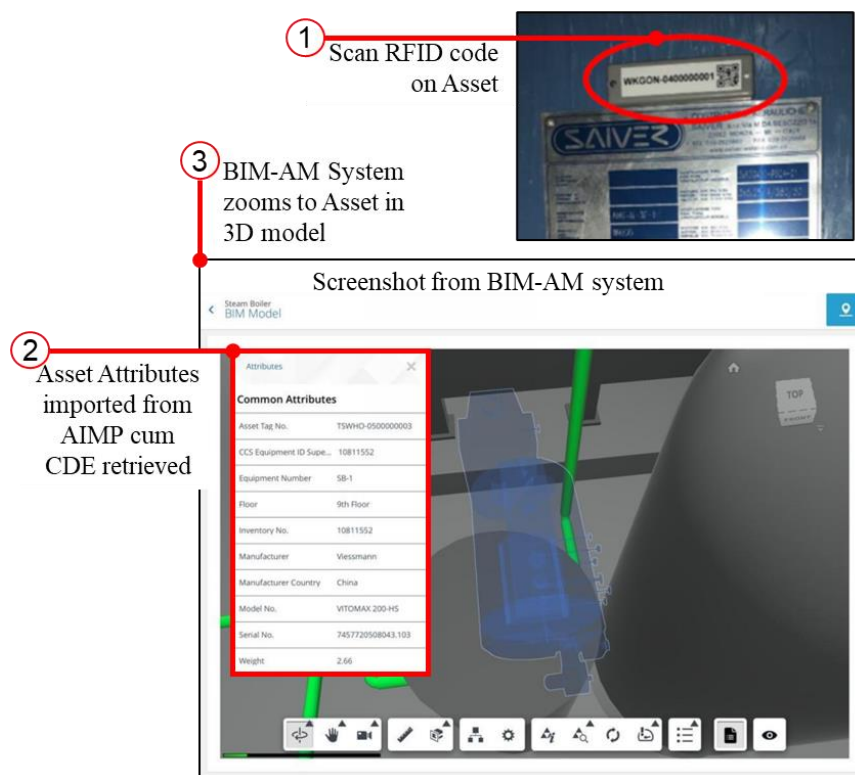 1
Scan RFID code
on Asset
WKGON-0400000001
SAIVER
3
BIM-AM System
zooms to Asset in
3D model
Screenshot from BIM-AM system
Steam Boiler
BIM Model
2
Asset Attributes
imported from
AIMP cum
CDE retrieved
Attributes
Common Attributes
Asset Tag No. TSWHO-0500000003
CCS Equipment ID Supe... 10811552
Equipment Number SB-1
Floor 9th Floor
Inventory No. 10811552
Manufacturer Viessmann
Manufacturer Country China
Model No. VITOMAX 200-HS
Serial No. 7457720508043.103
Weight 2.66
TOP